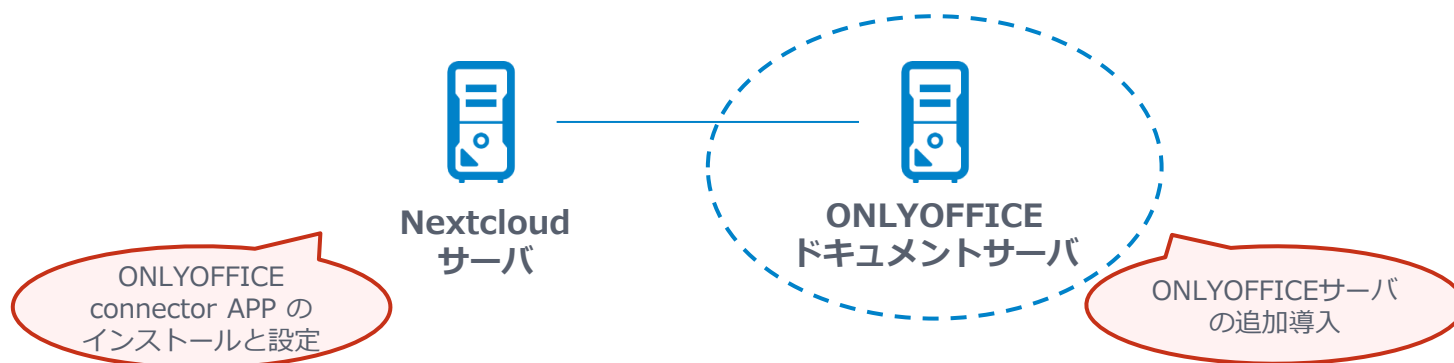 Nextcloud
サーバ
ONLYOFFICE
ドキュメントサーバ
ONLYOFFICE
connector APP の
インストールと設定
ONLYOFFICEサーバ
の追加導入